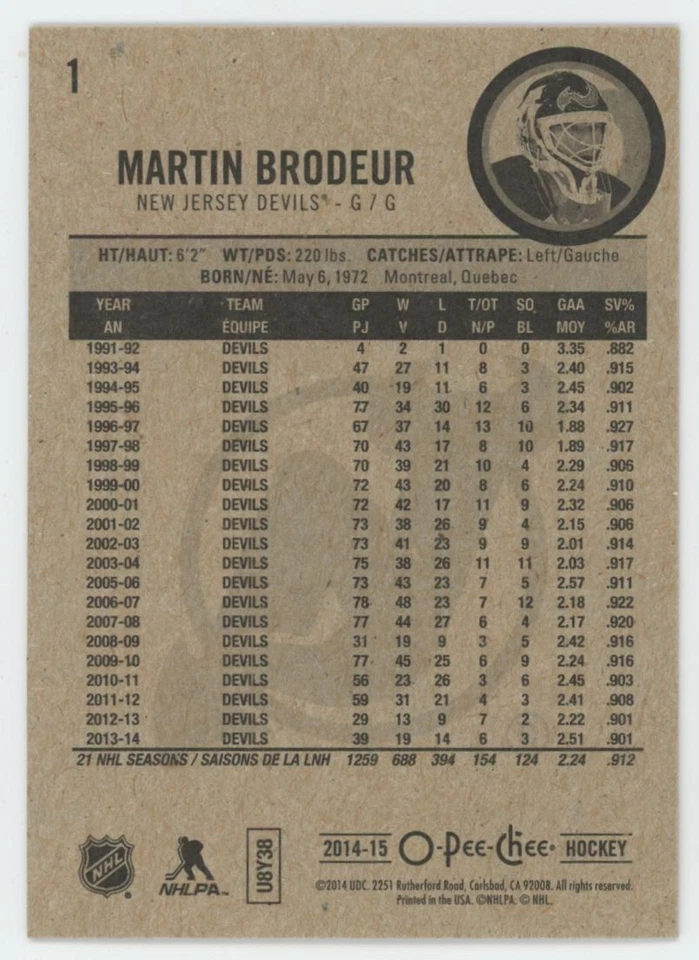 1
MARTIN BRODEUR
NEW JERSEY DEVILS® - G / G
HT/HAUT: 6'2" WT/PDS: 220 lbs. CATCHES/ATTRAPE: Left/Gauche
BORN/NÉ: May 6, 1972 Montreal, Quebec
YEAR TEAM GP W L T/OT SO GAA SV%
AN ÉQUIPE PJ V D N/P BL MOY %AR
1991-92 DEVILS 4 2 1 0 0 3.35 .882
1993-94 DEVILS 47 27 11 8 3 2.40 .915
1994-95 DEVILS 40 19 11 6 3 2.45 .902
1995-96 DEVILS 77 34 30 12 6 2.34 .911
1996-97 DEVILS 67 37 14 13 10 1.88 .927
1997-98 DEVILS 70 43 17 8 10 1.89 .917
1998-99 DEVILS 70 39 21 10 4 2.29 .906
1999-00 DEVILS 72 43 20 8 6 2.24 .910
2000-01 DEVILS 72 42 17 11 9 2.32 .906
2001-02 DEVILS 73 38 26 9 4 2.15 .906
2002-03 DEVILS 73 41 23 9 9 2.01 .914
2003-04 DEVILS 75 38 26 11 11 2.03 .917
2005-06 DEVILS 73 43 23 7 5 2.57 .911
2006-07 DEVILS 78 48 23 7 12 2.18 .922
2007-08 DEVILS 77 44 27 6 4 2.17 .920
2008-09 DEVILS 31 19 9 3 5 2.42 .916
2009-10 DEVILS 77 45 25 6 9 2.24 .916
2010-11 DEVILS 56 23 26 3 6 2.45 .903
2011-12 DEVILS 59 31 21 4 3 2.41 .908
2012-13 DEVILS 29 13 9 7 2 2.22 .901
2013-14 DEVILS 39 19 14 6 3 2.51 .901
21 NHL SEASONS / SAISONS DE LA LNH 1259 688 394 154 124 2.24 .912
NHL
NHLPA™
U8Y38
2014-15 O-Pee-Chee® HOCKEY
©2014 UDC. 2251 Rutherford Road, Carlsbad, CA 92008. All rights reserved.
Printed in the USA. ©NHLPA. © NHL.